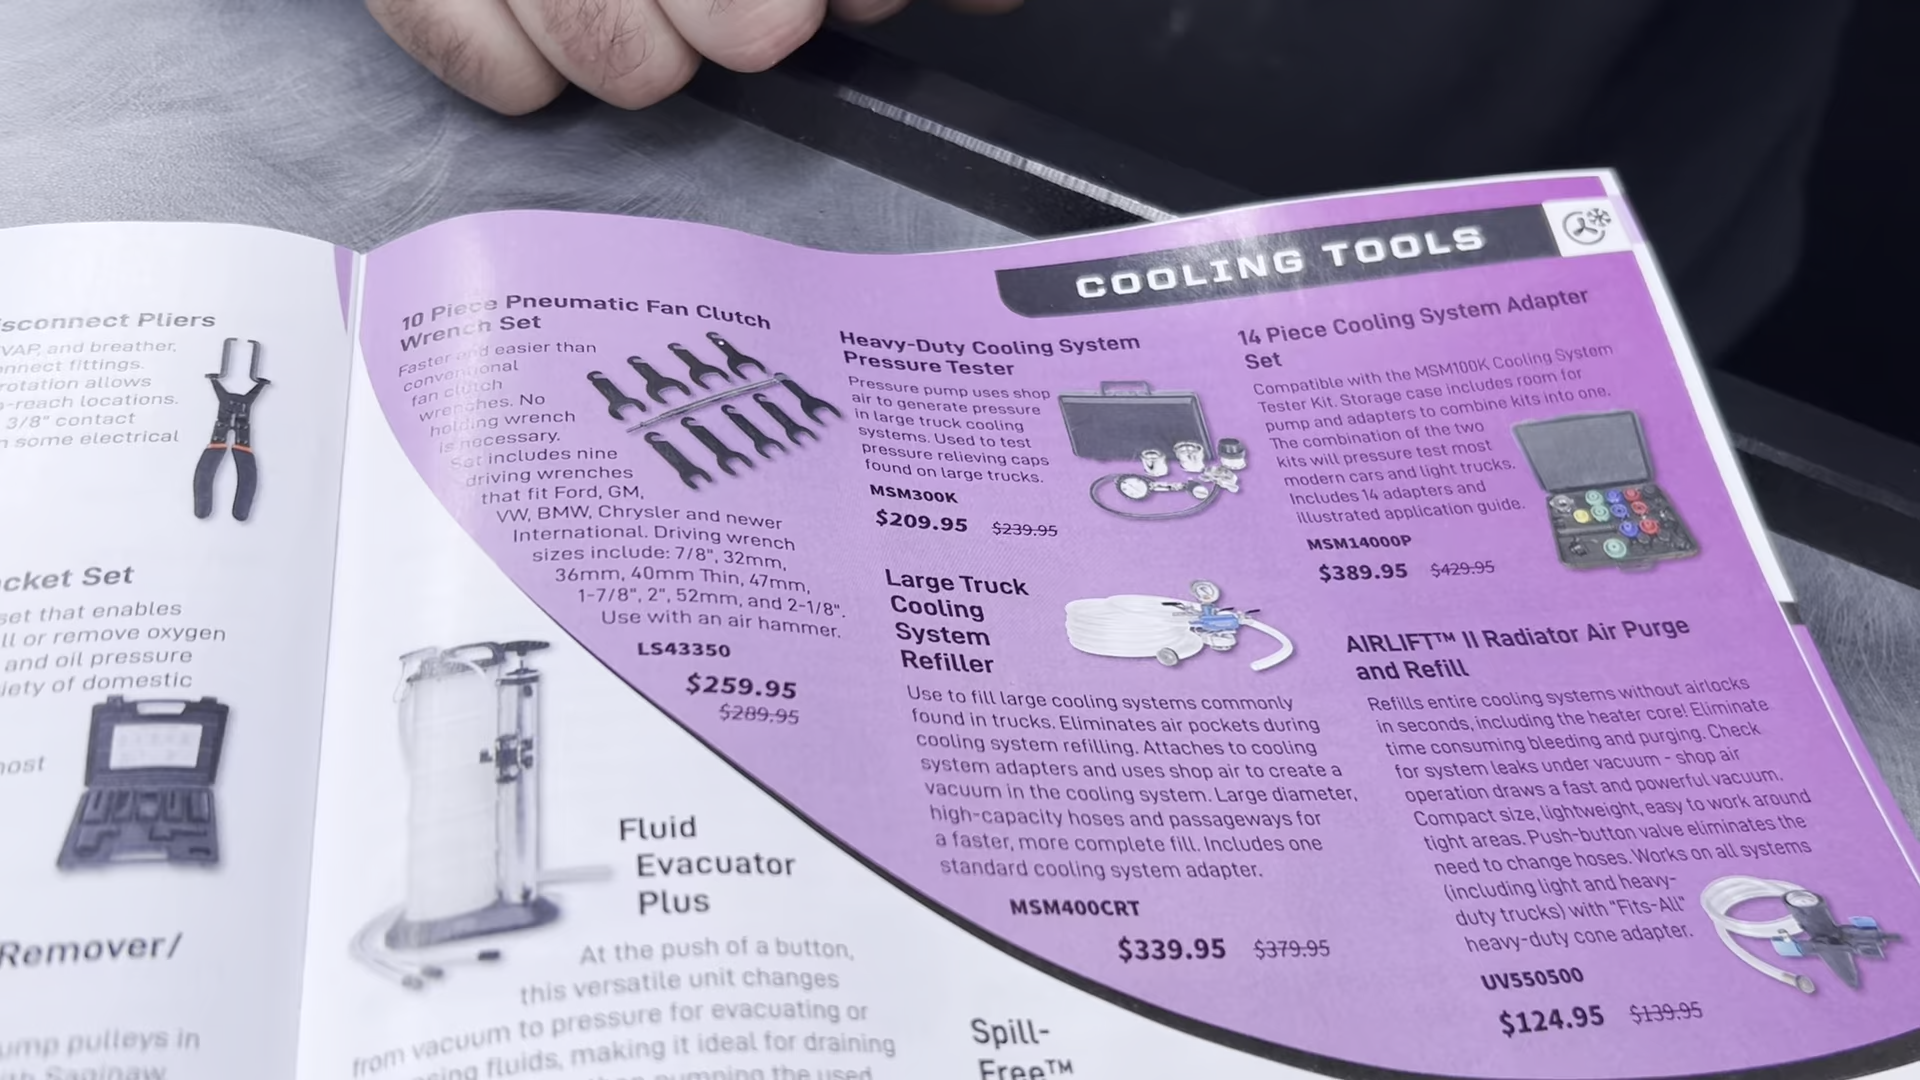 sconnect Pliers
VAP, and breather,
nnect fittings.
rotation allows
-reach locations.
3/8" contact
some electrical
cket Set
set that enables
ll or remove oxygen
and oil pressure
iety of domestic
Remover/
ump pulleys in
10 Piece Pneumatic Fan Clutch
Wrench Set
Faster and easier than
conventional
fan clutch
wrenches. No
holding wrench
is necessary.
Set includes nine
driving wrenches
that fit Ford, GM,
VW, BMW, Chrysler and newer
International. Driving wrench
sizes include: 7/8", 32mm,
36mm, 40mm Thin, 47mm,
1-7/8", 2", 52mm, and 2-1/8".
Use with an air hammer.
LS43350
$259.95
$289.95
Fluid
Evacuator
Plus
At the push of a button,
this versatile unit changes
from vacuum to pressure for evacuating or
fluids, making it ideal for draining
pumping the used
COOLING TOOLS
Heavy-Duty Cooling System
Pressure Tester
Pressure pump uses shop
air to generate pressure
in large truck cooling
systems. Used to test
pressure relieving caps
found on large trucks.
MSM300K
$209.95 $239.95
Large Truck
Cooling
System
Refiller
Use to fill large cooling systems commonly
found in trucks. Eliminates air pockets during
cooling system refilling. Attaches to cooling
system adapters and uses shop air to create a
vacuum in the cooling system. Large diameter,
high-capacity hoses and passageways for
a faster, more complete fill. Includes one
standard cooling system adapter.
MSM400CRT
$339.95 $379.95
Spill-
Free™
14 Piece Cooling System Adapter
Set
Compatible with the MSM100K Cooling System
Tester Kit. Storage case includes room for
pump and adapters to combine kits into one.
The combination of the two
kits will pressure test most
modern cars and light trucks.
Includes 14 adapters and
illustrated application guide.
MSM14000P
$389.95 $429.95
AIRLIFT™ II Radiator Air Purge
and Refill
Refills entire cooling systems without airlocks
in seconds, including the heater core! Eliminate
time consuming bleeding and purging. Check
for system leaks under vacuum - shop air
operation draws a fast and powerful vacuum.
Compact size, lightweight, easy to work around
tight areas. Push-button valve eliminates the
need to change hoses. Works on all systems
(including light and heavy-
duty trucks) with "Fits-All"
heavy-duty cone adapter.
UV550500
$124.95 $139.95